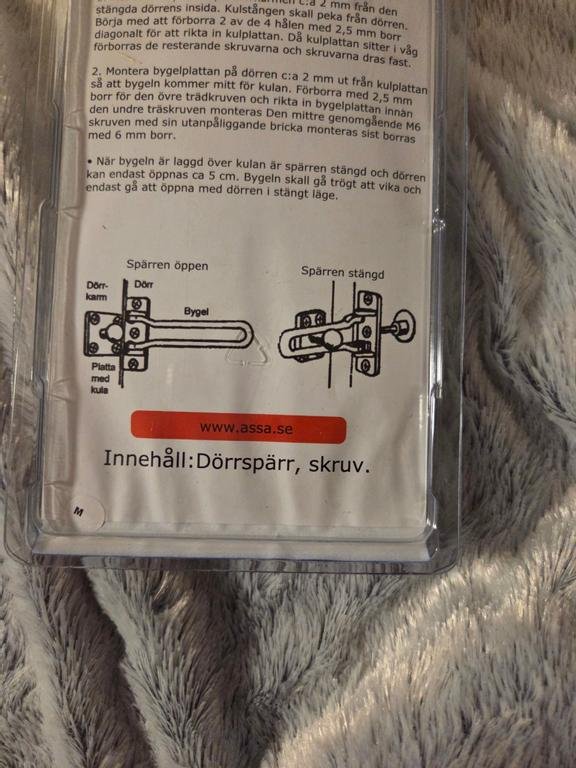 c:a 2 mm från den
stängda dörrens insida. Kulstången skall peka från dörren.
Börja med att förborra 2 av de 4 hålen med 2,5 mm borr
diagonalt för att rikta in kulplattan. Då kulplattan sitter i våg
förborras de resterande skruvarna och skruvarna dras fast.
2. Montera bygelplattan på dörren c:a 2 mm ut från kulplattan
så att bygeln kommer mitt för kulan. Förborra med 2,5 mm
borr för den övre trädkruven och rikta in bygelplattan innan
den undre träskruven monteras Den mittre genomgående M6
skruven med sin utanpåliggande bricka monteras sist borras
med 6 mm borr.
• När bygeln är laggd över kulan är spärren stängd och dörren
kan endast öppnas ca 5 cm. Bygeln skall gå trögt att vika och
endast gå att öppna med dörren i stängt läge.
Spärren öppen
Spärren stängd
Dörr-
karm
Dörr
Bygel
Platta
med
kula
www.assa.se
Innehåll:Dörrspärr, skruv.
M